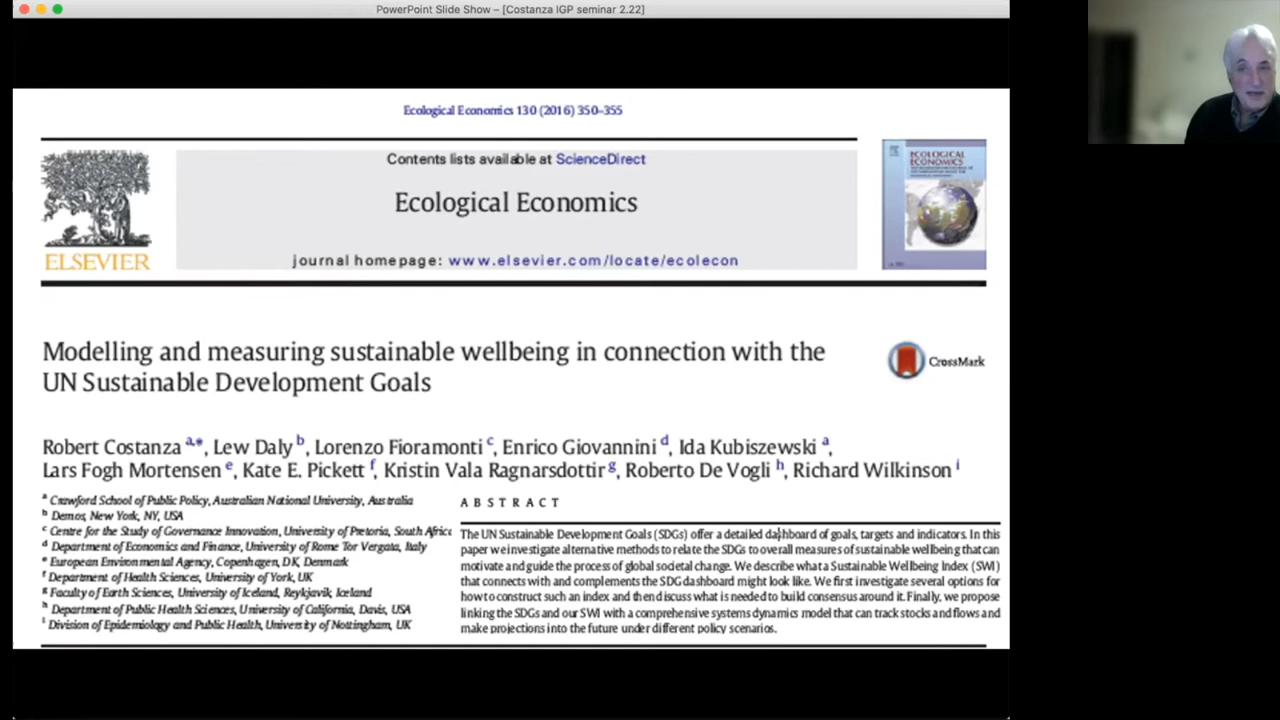 PowerPoint Slide Show – [Costanza IGP seminar 2.22]
Ecological Economics 130 (2016) 350–355
Contents lists available at ScienceDirect
Ecological Economics
journal homepage: www.elsevier.com/locate/ecolecon
ELSEVIER
ECOLOGICAL
ECONOMICS
Modelling and measuring sustainable wellbeing in connection with the
UN Sustainable Development Goals
CrossMark
Robert Costanza a,*, Lew Daly b, Lorenzo Fioramonti c, Enrico Giovannini d, Ida Kubiszewski a,
Lars Fogh Mortensen e, Kate E. Pickett f, Kristin Vala Ragnarsdottir g, Roberto De Vogli h, Richard Wilkinson i
a Crawford School of Public Policy, Australian National University, Australia
b Demos, New York, NY, USA
c Centre for the Study of Governance Innovation, University of Pretoria, South Africa
d Department of Economics and Finance, University of Rome Tor Vergata, Italy
e European Environmental Agency, Copenhagen, DK, Denmark
f Department of Health Sciences, University of York, UK
g Faculty of Earth Sciences, University of Iceland, Reykjavik, Iceland
h Department of Public Health Sciences, University of California, Davis, USA
i Division of Epidemiology and Public Health, University of Nottingham, UK
ABSTRACT
The UN Sustainable Development Goals (SDGs) offer a detailed dashboard of goals, targets and indicators. In this
paper we investigate alternative methods to relate the SDGs to overall measures of sustainable wellbeing that can
motivate and guide the process of global societal change. We describe what a Sustainable Wellbeing Index (SWI)
that connects with and complements the SDG dashboard might look like. We first investigate several options for
how to construct such an index and then discuss what is needed to build consensus around it. Finally, we propose
linking the SDGs and our SWI with a comprehensive systems dynamics model that can track stocks and flows and
make projections into the future under different policy scenarios.